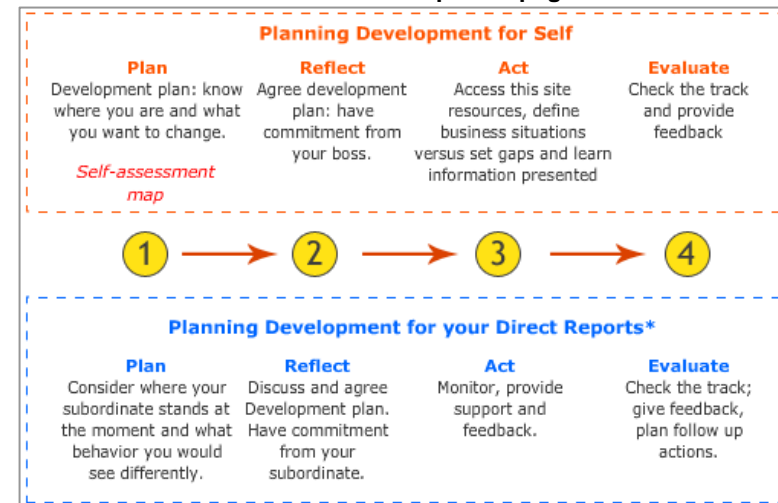 Planning Development for Self
Plan
Development plan: know
where you are and what
you want to change.
Self-assessment
map
Reflect
Agree development
plan: have
commitment from
your boss.
Act
Access this site
resources, define
business situations
versus set gaps and learn
information presented
Evaluate
Check the track
and provide
feedback
1
2
3
4
Planning Development for your Direct Reports*
Plan
Consider where your
subordinate stands at
the moment and what
behavior you would
see differently.
Reflect
Discuss and agree
Development plan.
Have commitment
from your
subordinate.
Act
Monitor, provide
support and
feedback.
Evaluate
Check the track;
give feedback,
plan follow up
actions.